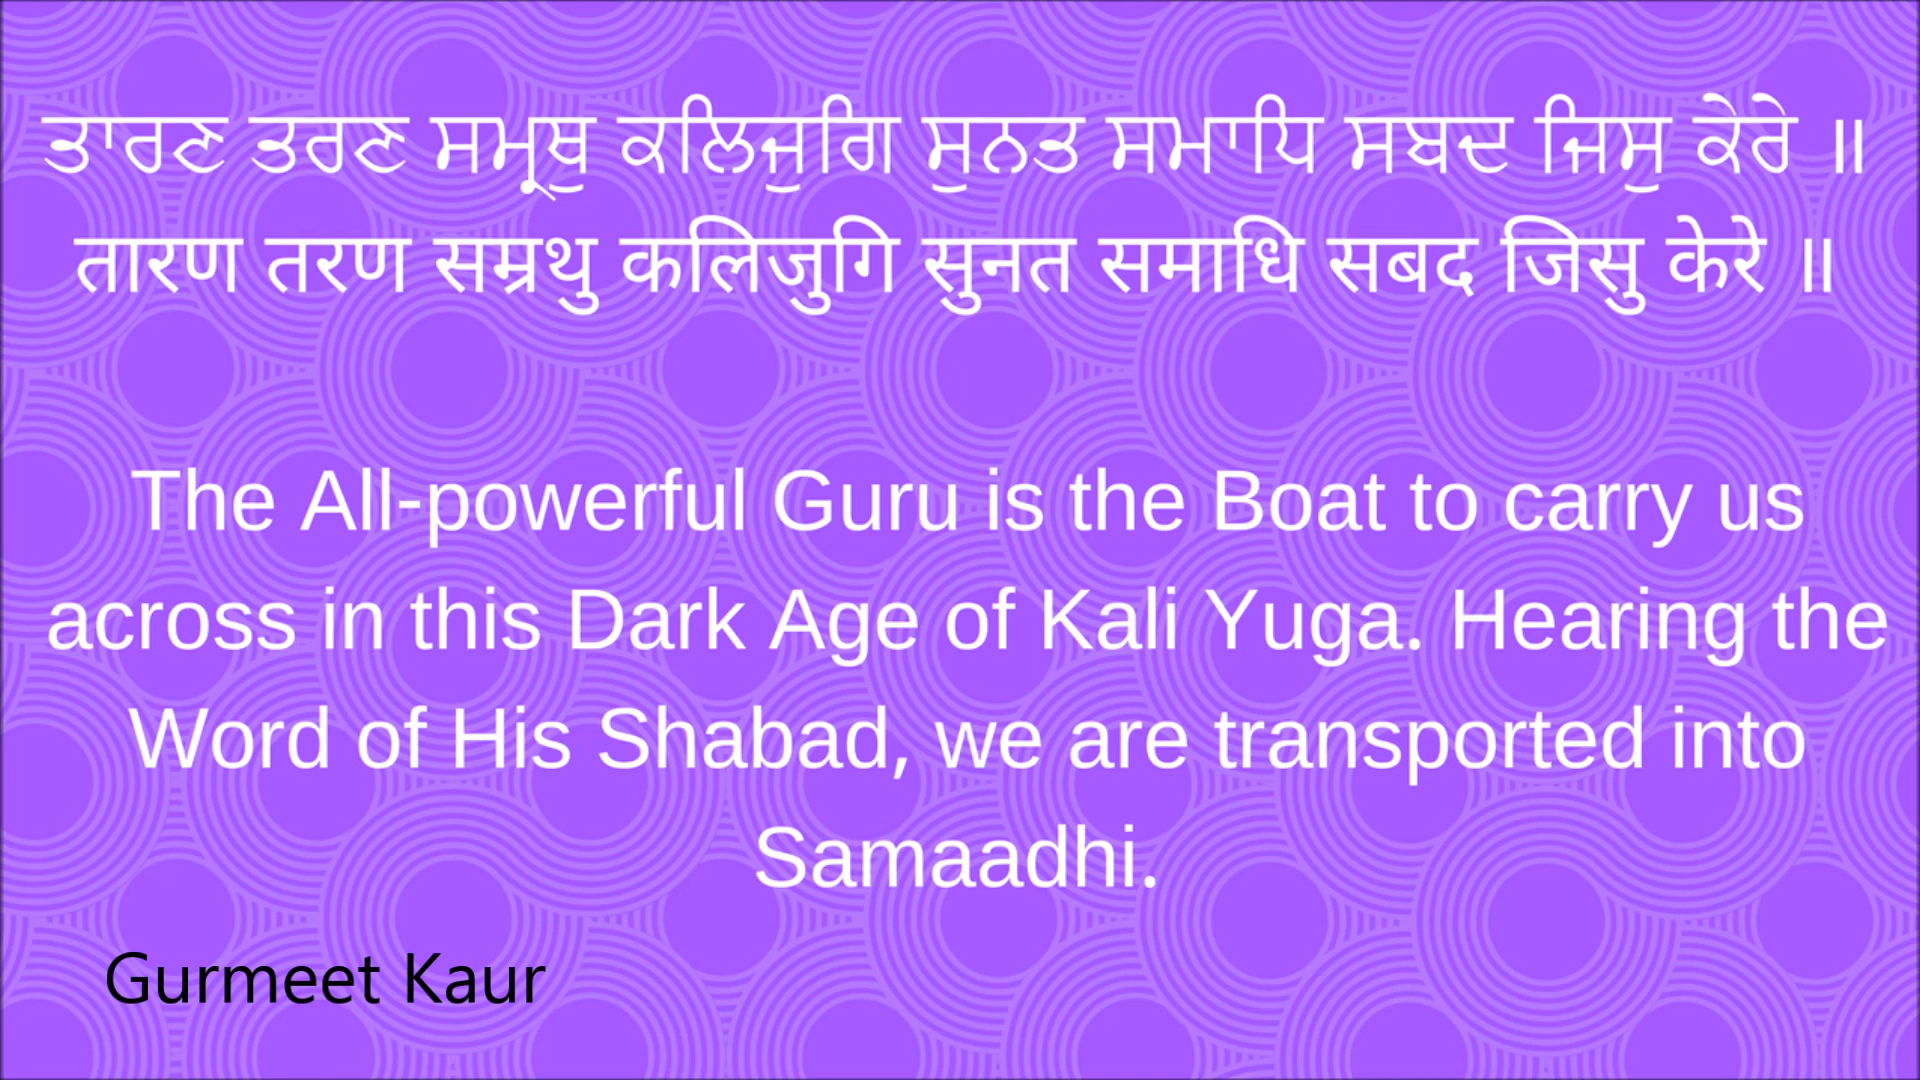 ਤਾਰਣ ਤਰਣ ਸਮ੍ਰਥੁ ਕਲਿਜੁਗਿ ਸੁਨਤ ਸਮਾਧਿ ਸਬਦ ਜਿਸੁ ਕੇਰੇ ॥
तारण तरण सम्रथु कलिजुगि सुनत समाधि सबद जिसु केरे ॥
The All-powerful Guru is the Boat to carry us
across in this Dark Age of Kali Yuga. Hearing the
Word of His Shabad, we are transported into
Samaadhi.
Gurmeet Kaur